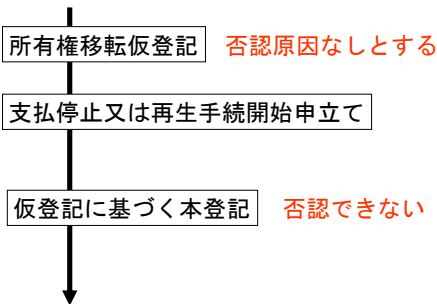 所有権移転仮登記 否認原因なしとする
支払停止又は再生手続開始申立て
仮登記に基づく本登記 否認できない